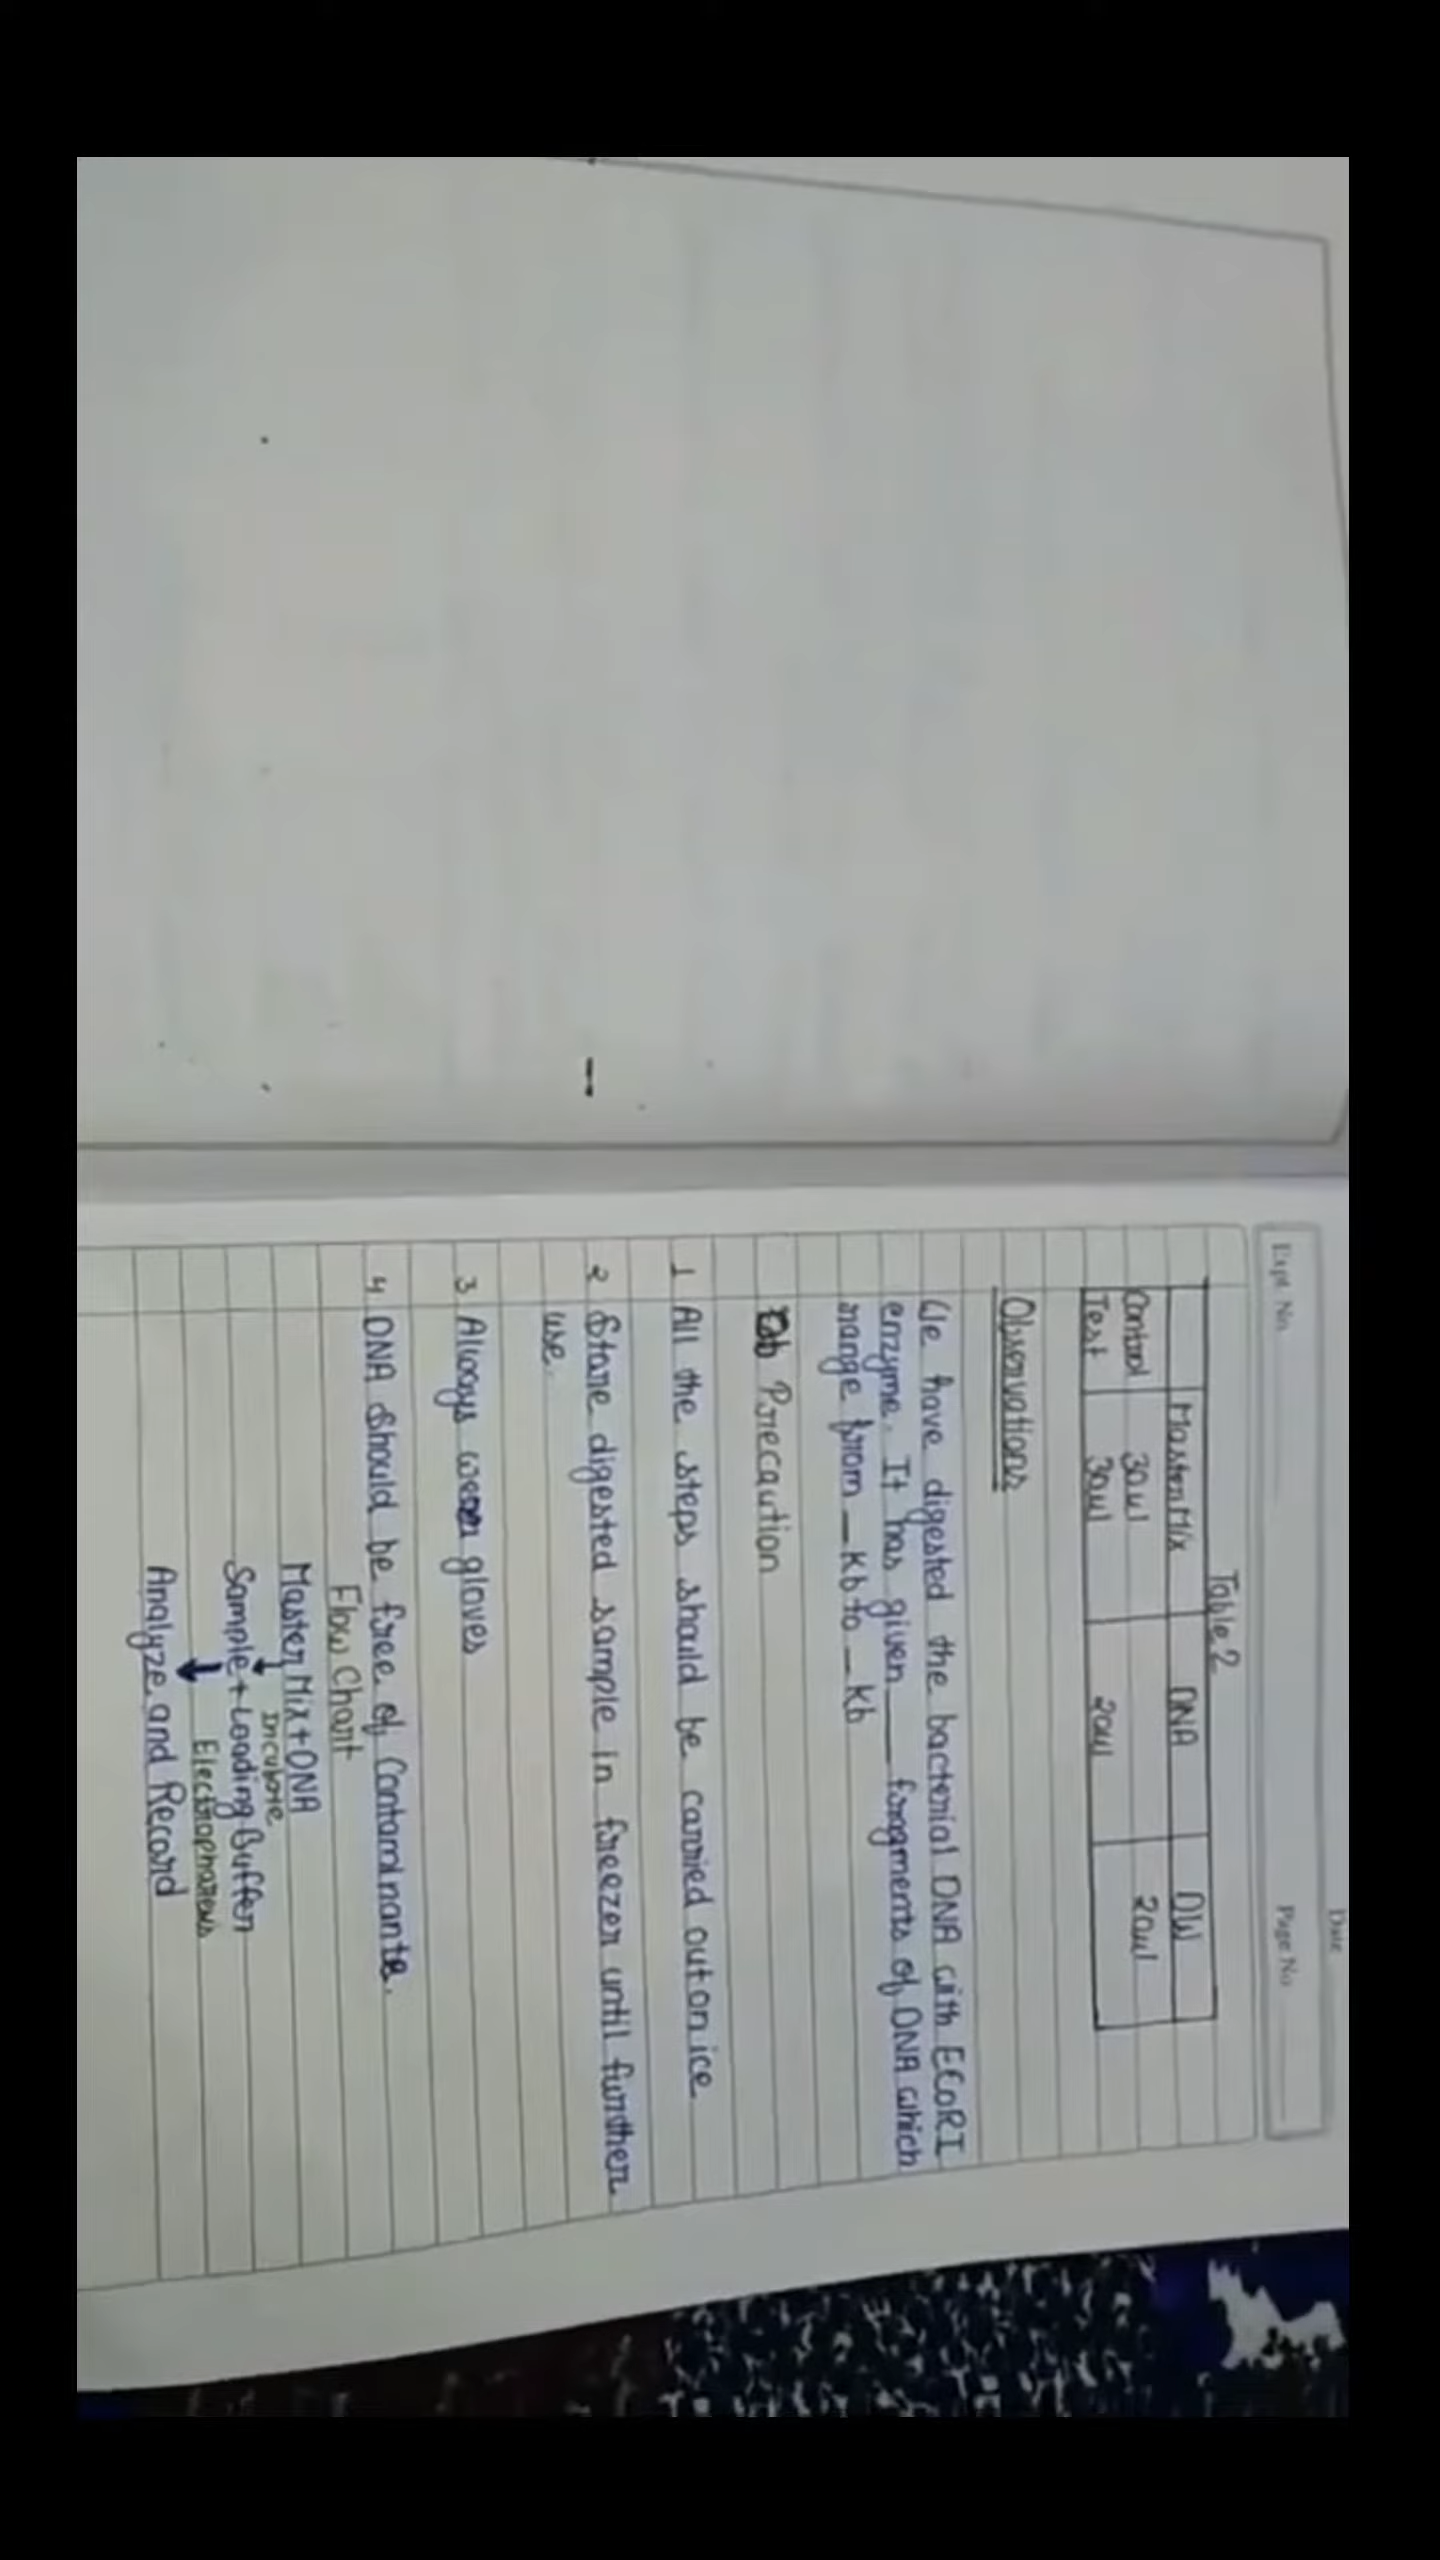 Date
Expt. No. Page No.
Table 2
Master Mix DNA DW
Control 30ul 20ul
Test 30ul 20ul
Observations
We have digested the bacterial DNA with ECoRI
enzyme. It has given ___ fragments of DNA which
range from _ Kb to _ Kb
Precaution
1 All the steps should be carried out on ice
2 Store digested sample in freezer until further
use.
3 Always wear gloves
4 DNA should be free of Contaminants.
Flow Chart
Master Mix + DNA
↓ Incubate
Sample + Loading Buffer
↓ Electrophoresis
Analyze and Record